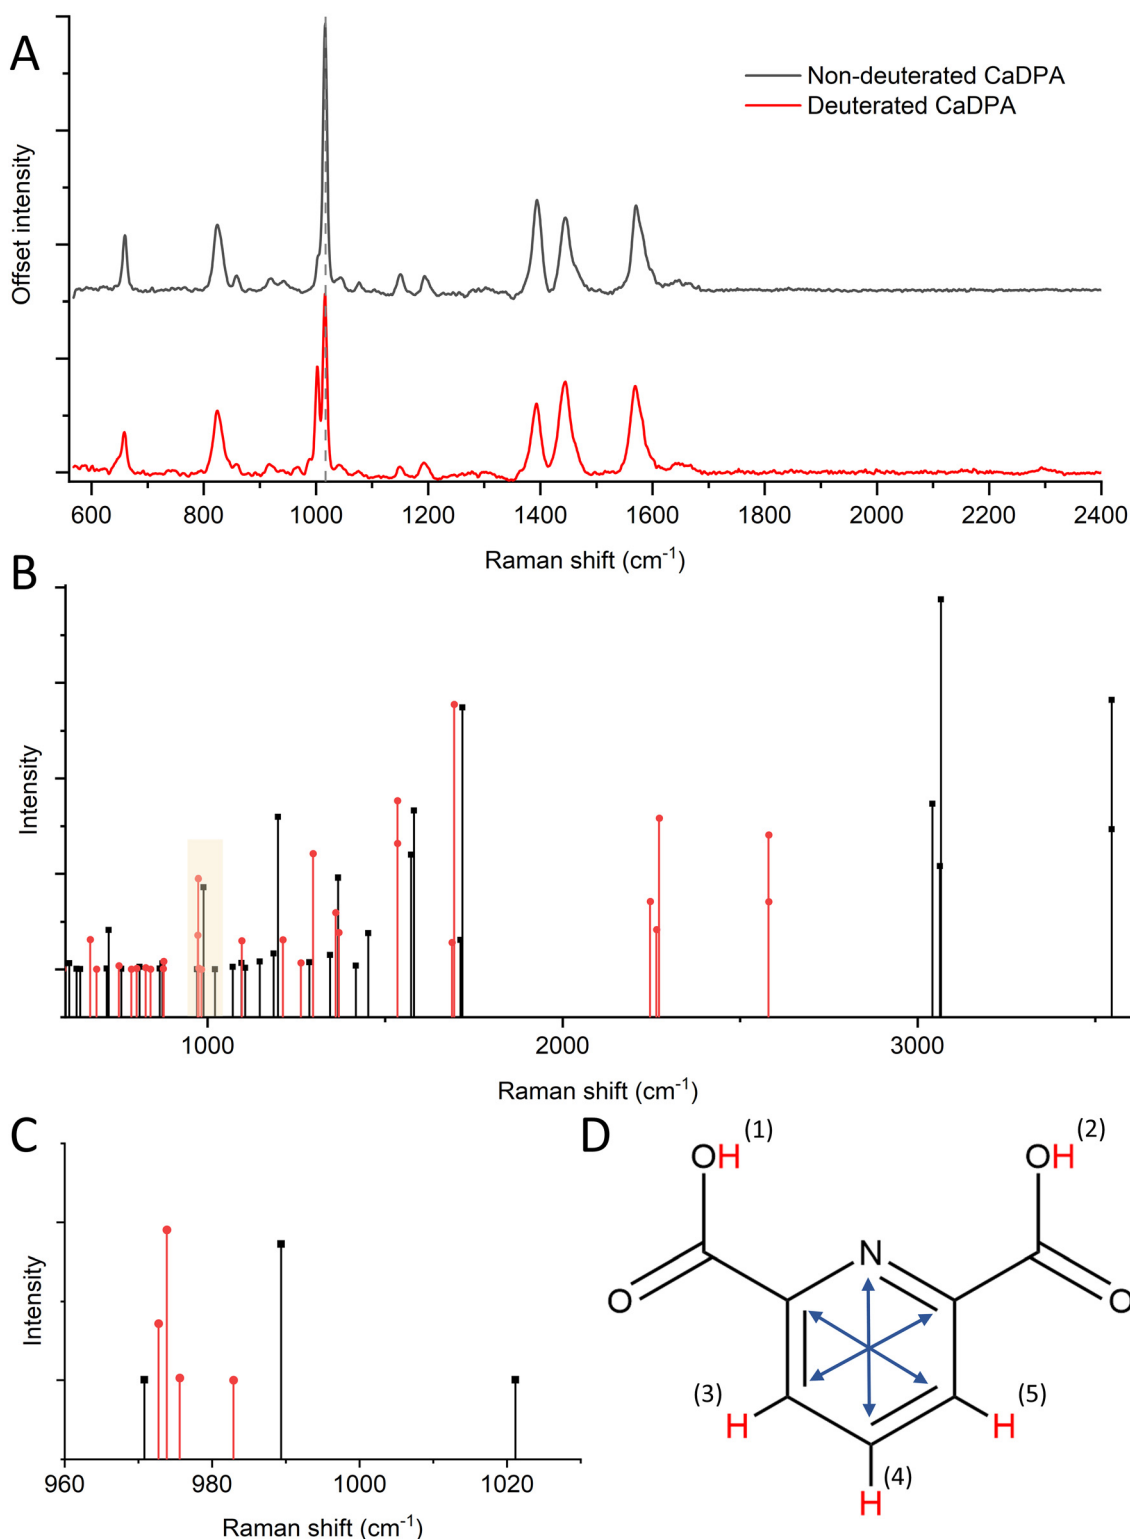 A
Non-deuterated CaDPA
Deuterated CaDPA
Offset intensity
600 800 1000 1200 1400 1600 1800 2000 2200 2400
Raman shift (cm⁻¹)
B
Intensity
1000 2000 3000
Raman shift (cm⁻¹)
C
Intensity
960 980 1000 1020
Raman shift (cm⁻¹)
D
(1) (2)
OH OH
N
O O
(3) (5)
H H
(4)
H